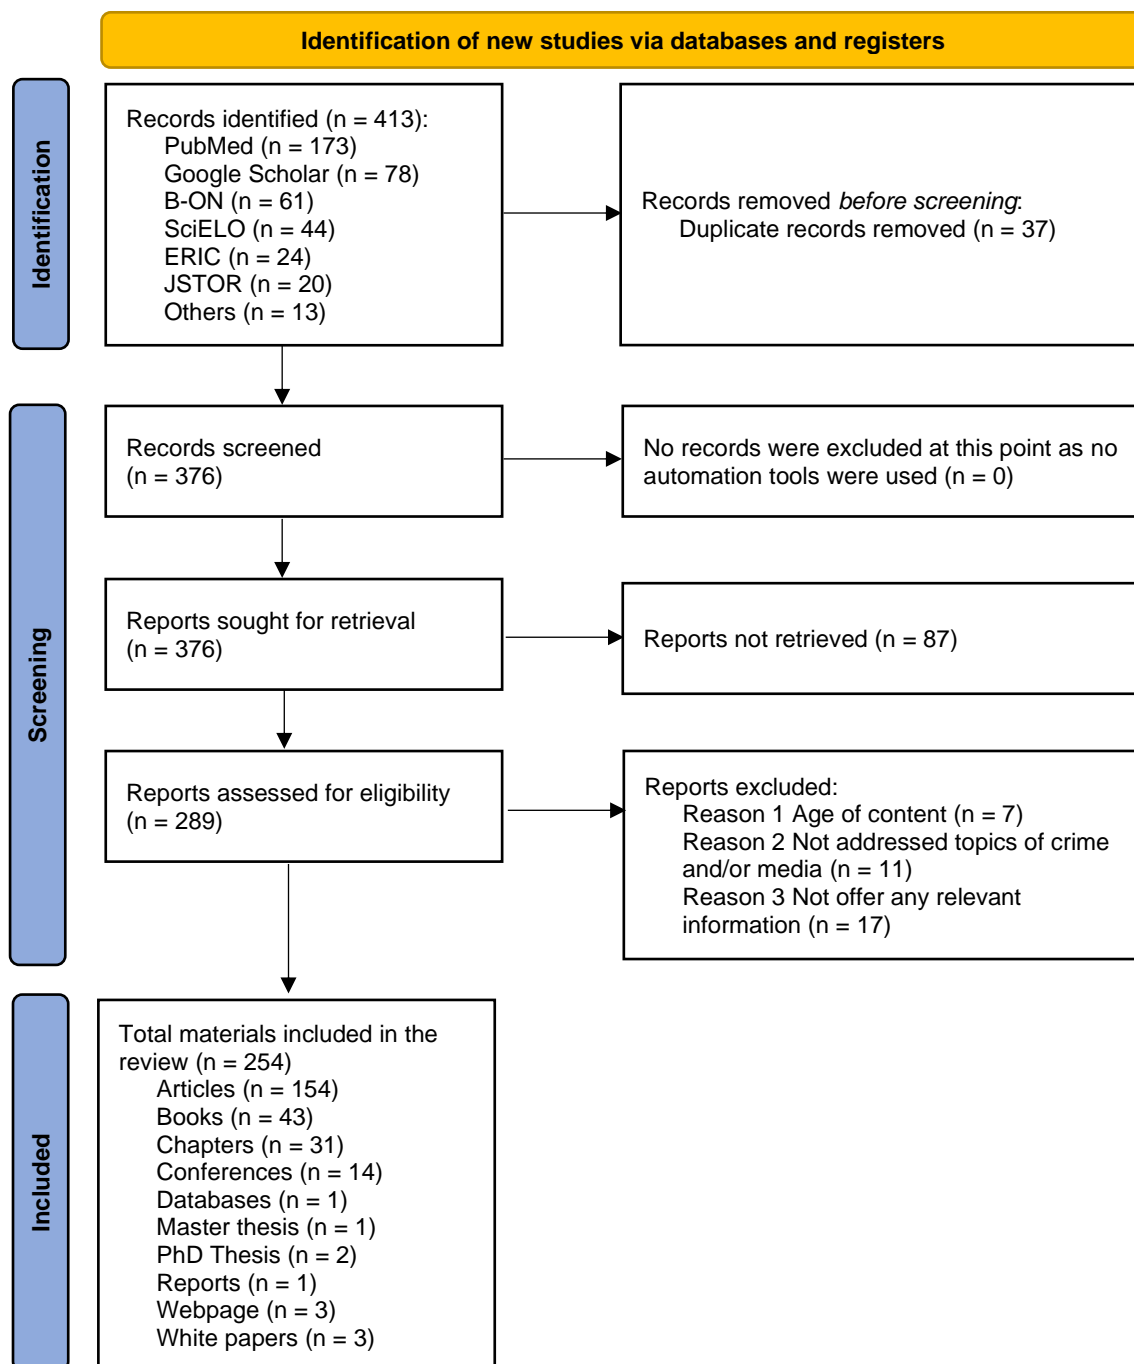 Identification of new studies via databases and registers
Identification
Records identified (n = 413):
PubMed (n = 173)
Google Scholar (n = 78)
B-ON (n = 61)
SciELO (n = 44)
ERIC (n = 24)
JSTOR (n = 20)
Others (n = 13)
Records removed before screening:
Duplicate records removed (n = 37)
Screening
Records screened
(n = 376)
No records were excluded at this point as no
automation tools were used (n = 0)
Reports sought for retrieval
(n = 376)
Reports not retrieved (n = 87)
Reports assessed for eligibility
(n = 289)
Reports excluded:
Reason 1 Age of content (n = 7)
Reason 2 Not addressed topics of crime
and/or media (n = 11)
Reason 3 Not offer any relevant
information (n = 17)
Included
Total materials included in the
review (n = 254)
Articles (n = 154)
Books (n = 43)
Chapters (n = 31)
Conferences (n = 14)
Databases (n = 1)
Master thesis (n = 1)
PhD Thesis (n = 2)
Reports (n = 1)
Webpage (n = 3)
White papers (n = 3)